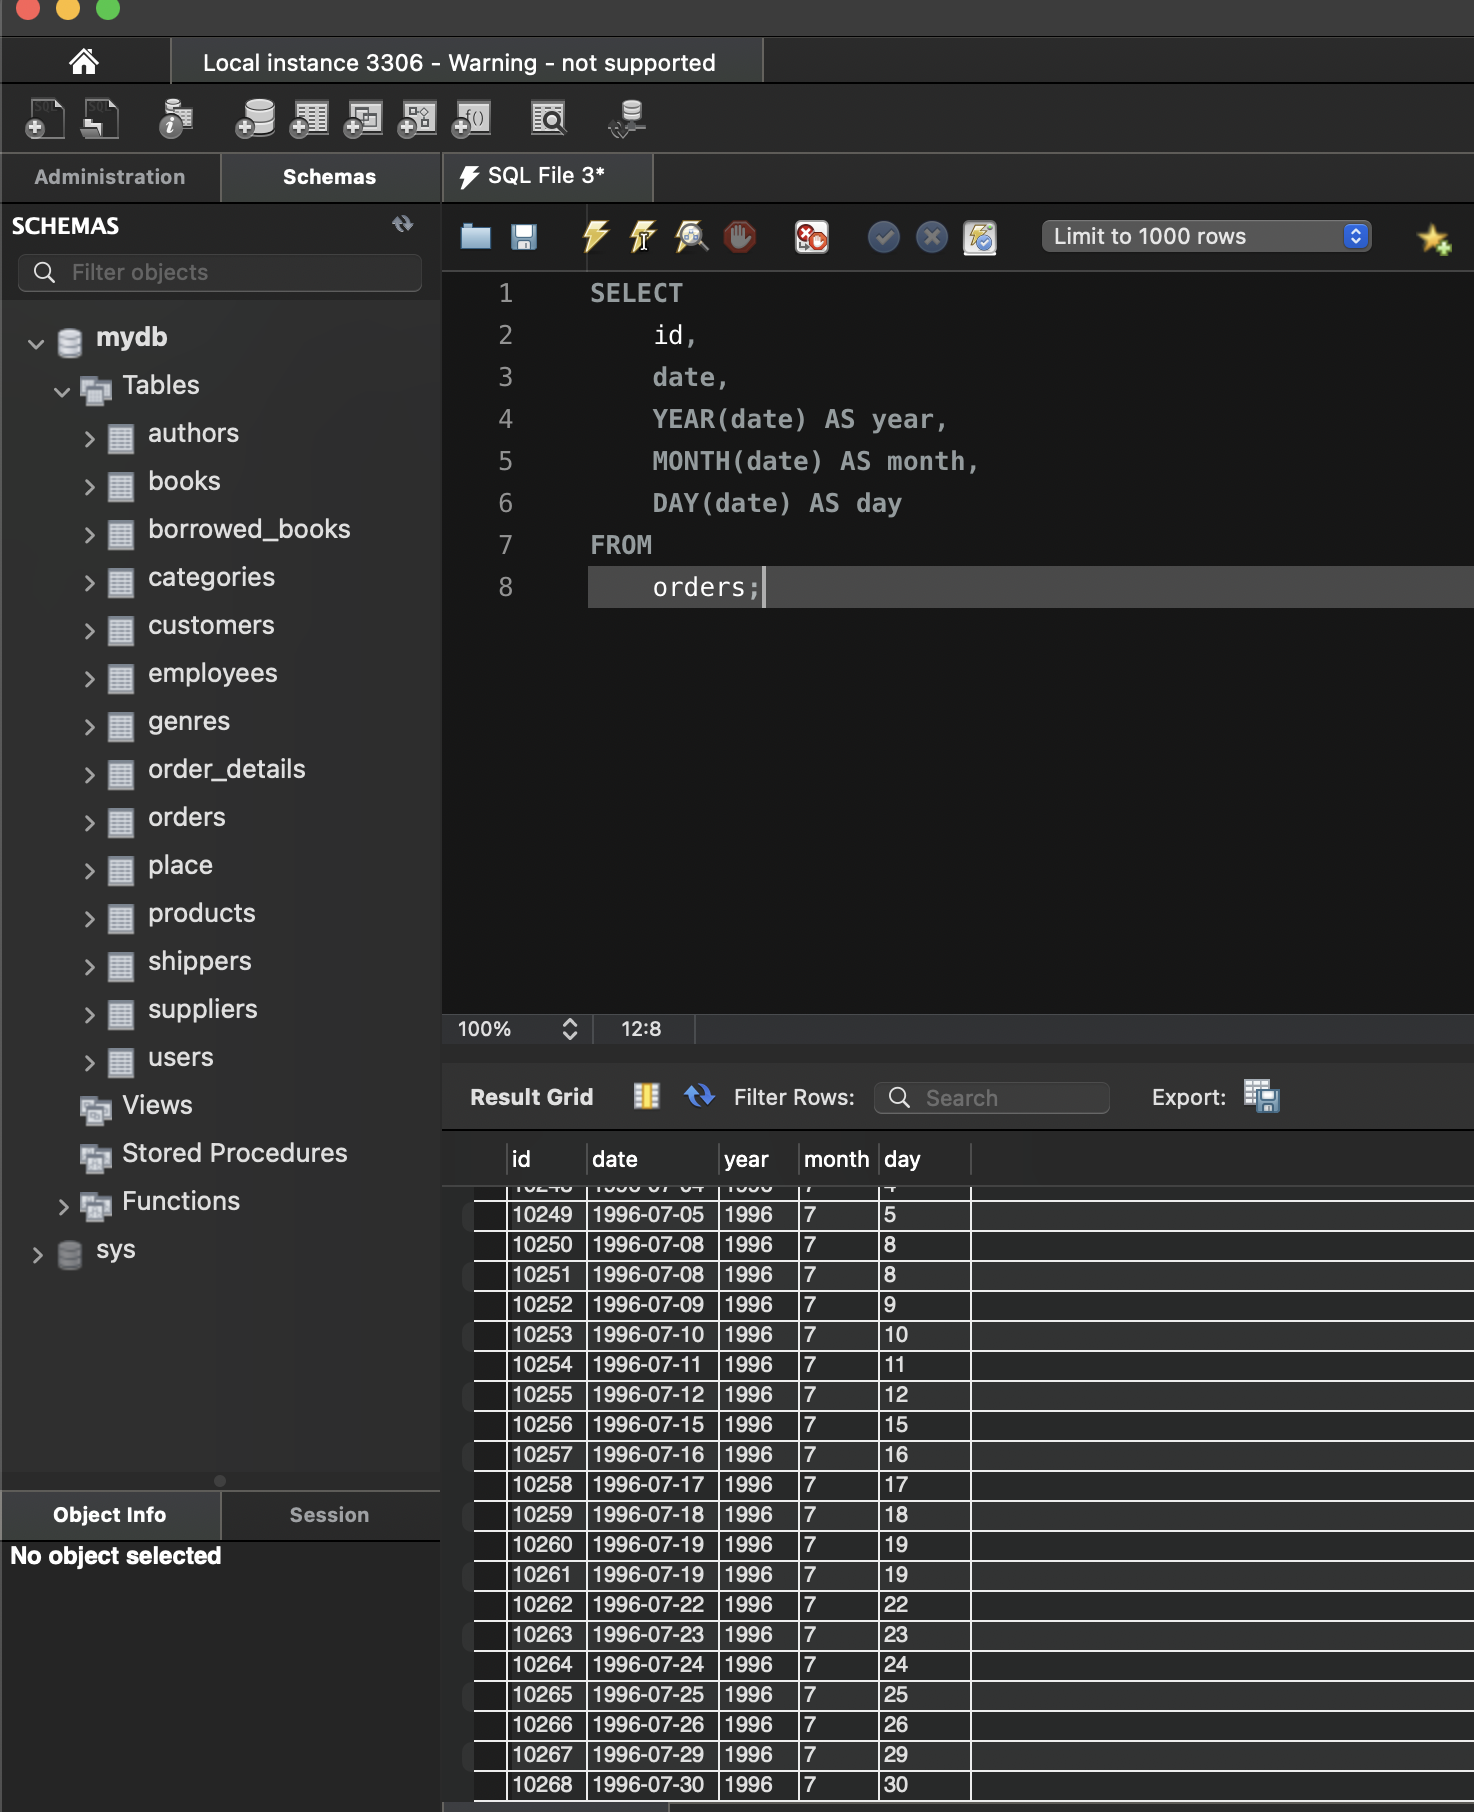 Local instance 3306 - Warning - not supported
Administration
Schemas
SQL File 3*
SCHEMAS
Filter objects
Limit to 1000 rows
mydb
Tables
authors
books
borrowed_books
categories
customers
employees
genres
order_details
orders
place
products
shippers
suppliers
users
Views
Stored Procedures
Functions
sys
Object Info
Session
No object selected
1 SELECT
2 id,
3 date,
4 YEAR(date) AS year,
5 MONTH(date) AS month,
6 DAY(date) AS day
7 FROM
8 orders;
100% 12:8
Result Grid Filter Rows: Search Export:
id date year month day
10249 1996-07-05 1996 7 5
10250 1996-07-08 1996 7 8
10251 1996-07-08 1996 7 8
10252 1996-07-09 1996 7 9
10253 1996-07-10 1996 7 10
10254 1996-07-11 1996 7 11
10255 1996-07-12 1996 7 12
10256 1996-07-15 1996 7 15
10257 1996-07-16 1996 7 16
10258 1996-07-17 1996 7 17
10259 1996-07-18 1996 7 18
10260 1996-07-19 1996 7 19
10261 1996-07-19 1996 7 19
10262 1996-07-22 1996 7 22
10263 1996-07-23 1996 7 23
10264 1996-07-24 1996 7 24
10265 1996-07-25 1996 7 25
10266 1996-07-26 1996 7 26
10267 1996-07-29 1996 7 29
10268 1996-07-30 1996 7 30